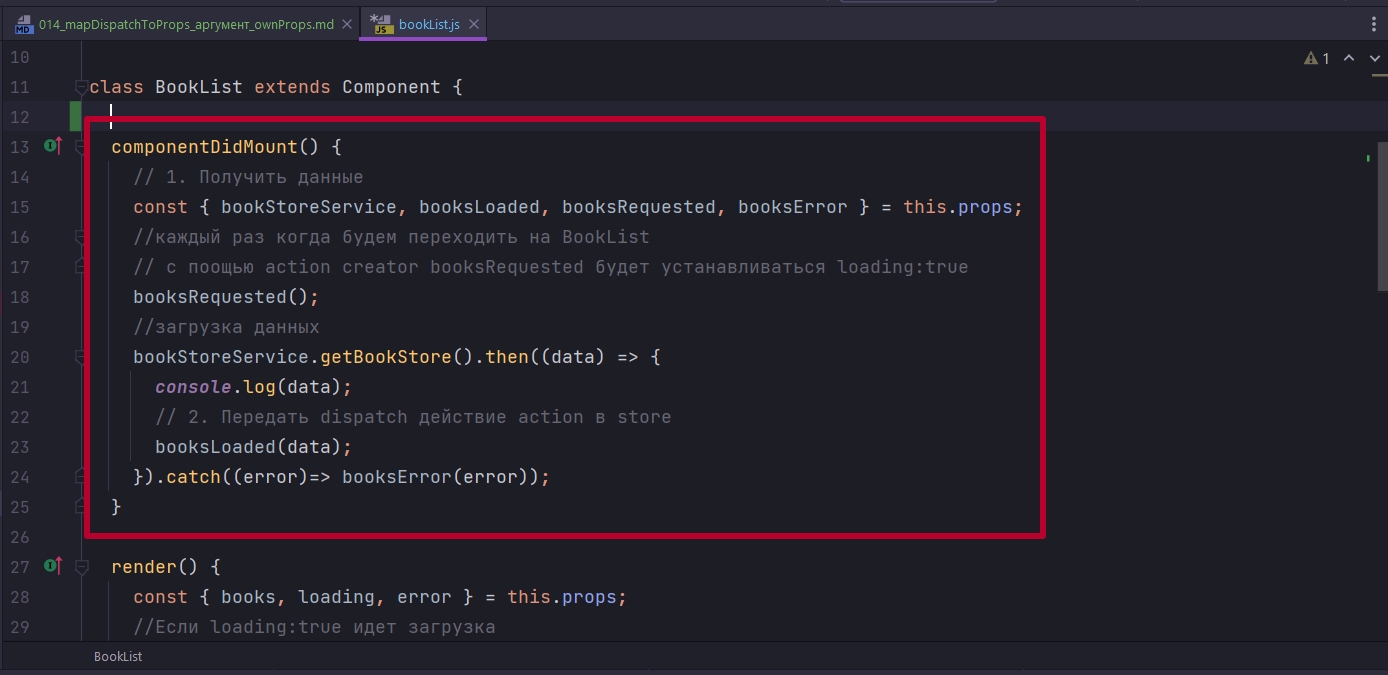 014_mapDispatchToProps_аргумент_ownProps.md
bookList.js
1
10
11 class BookList extends Component {
12
13 componentDidMount() {
14 // 1. Получить данные
15 const { bookStoreService, booksLoaded, booksRequested, booksError } = this.props;
16 //каждый раз когда будем переходить на BookList
17 // с поощью action creator booksRequested будет устанавливаться loading:true
18 booksRequested();
19 //загрузка данных
20 bookStoreService.getBookStore().then((data) => {
21 console.log(data);
22 // 2. Передать dispatch действие action в store
23 booksLoaded(data);
24 }).catch((error)=> booksError(error));
25 }
26
27 render() {
28 const { books, loading, error } = this.props;
29 //Если loading:true идет загрузка
BookList